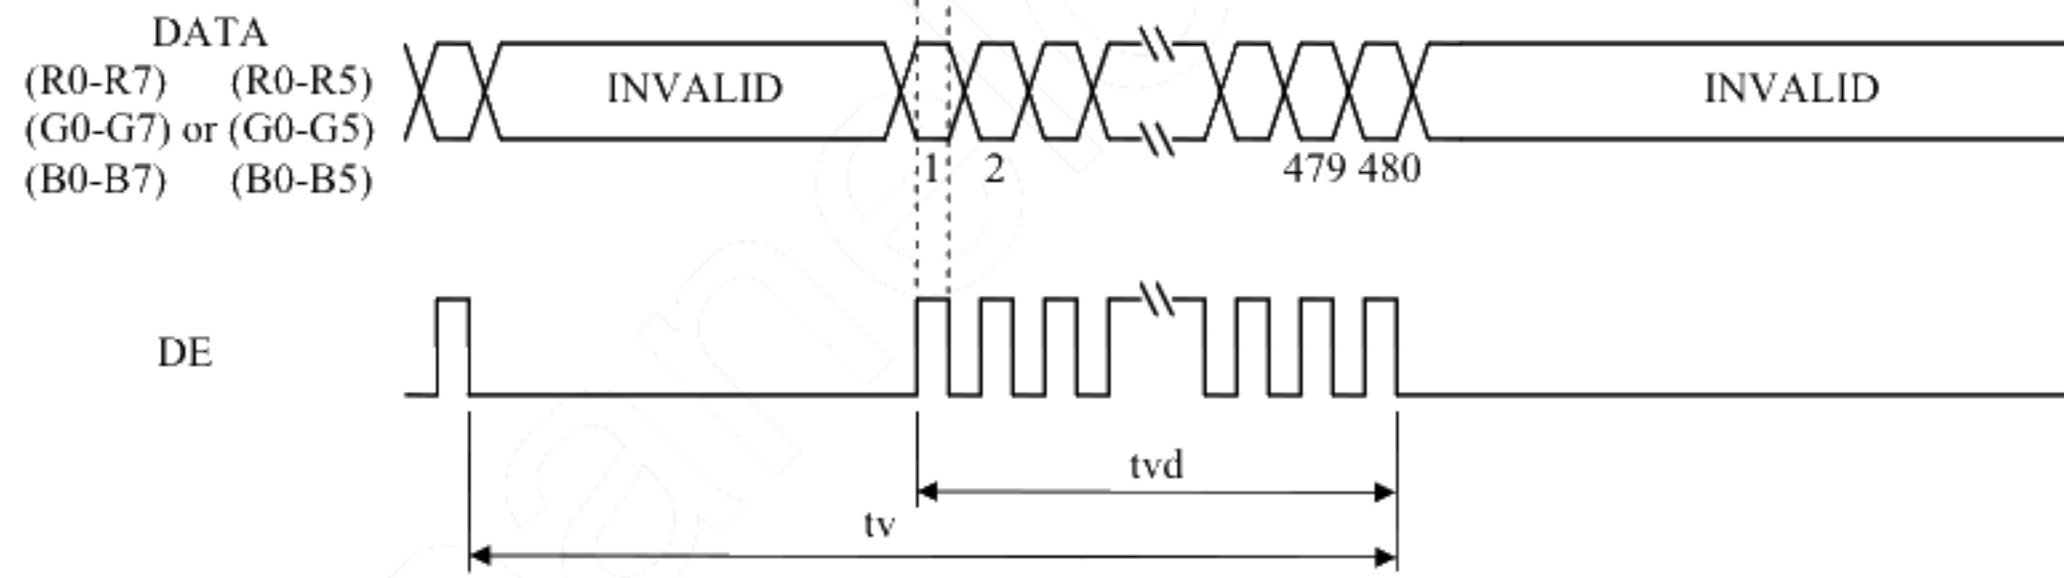 DATA
(R0-R7) (R0-R5)
(G0-G7) or (G0-G5)
(B0-B7) (B0-B5)
INVALID
INVALID
1 2 479 480
DE
tvd
tv